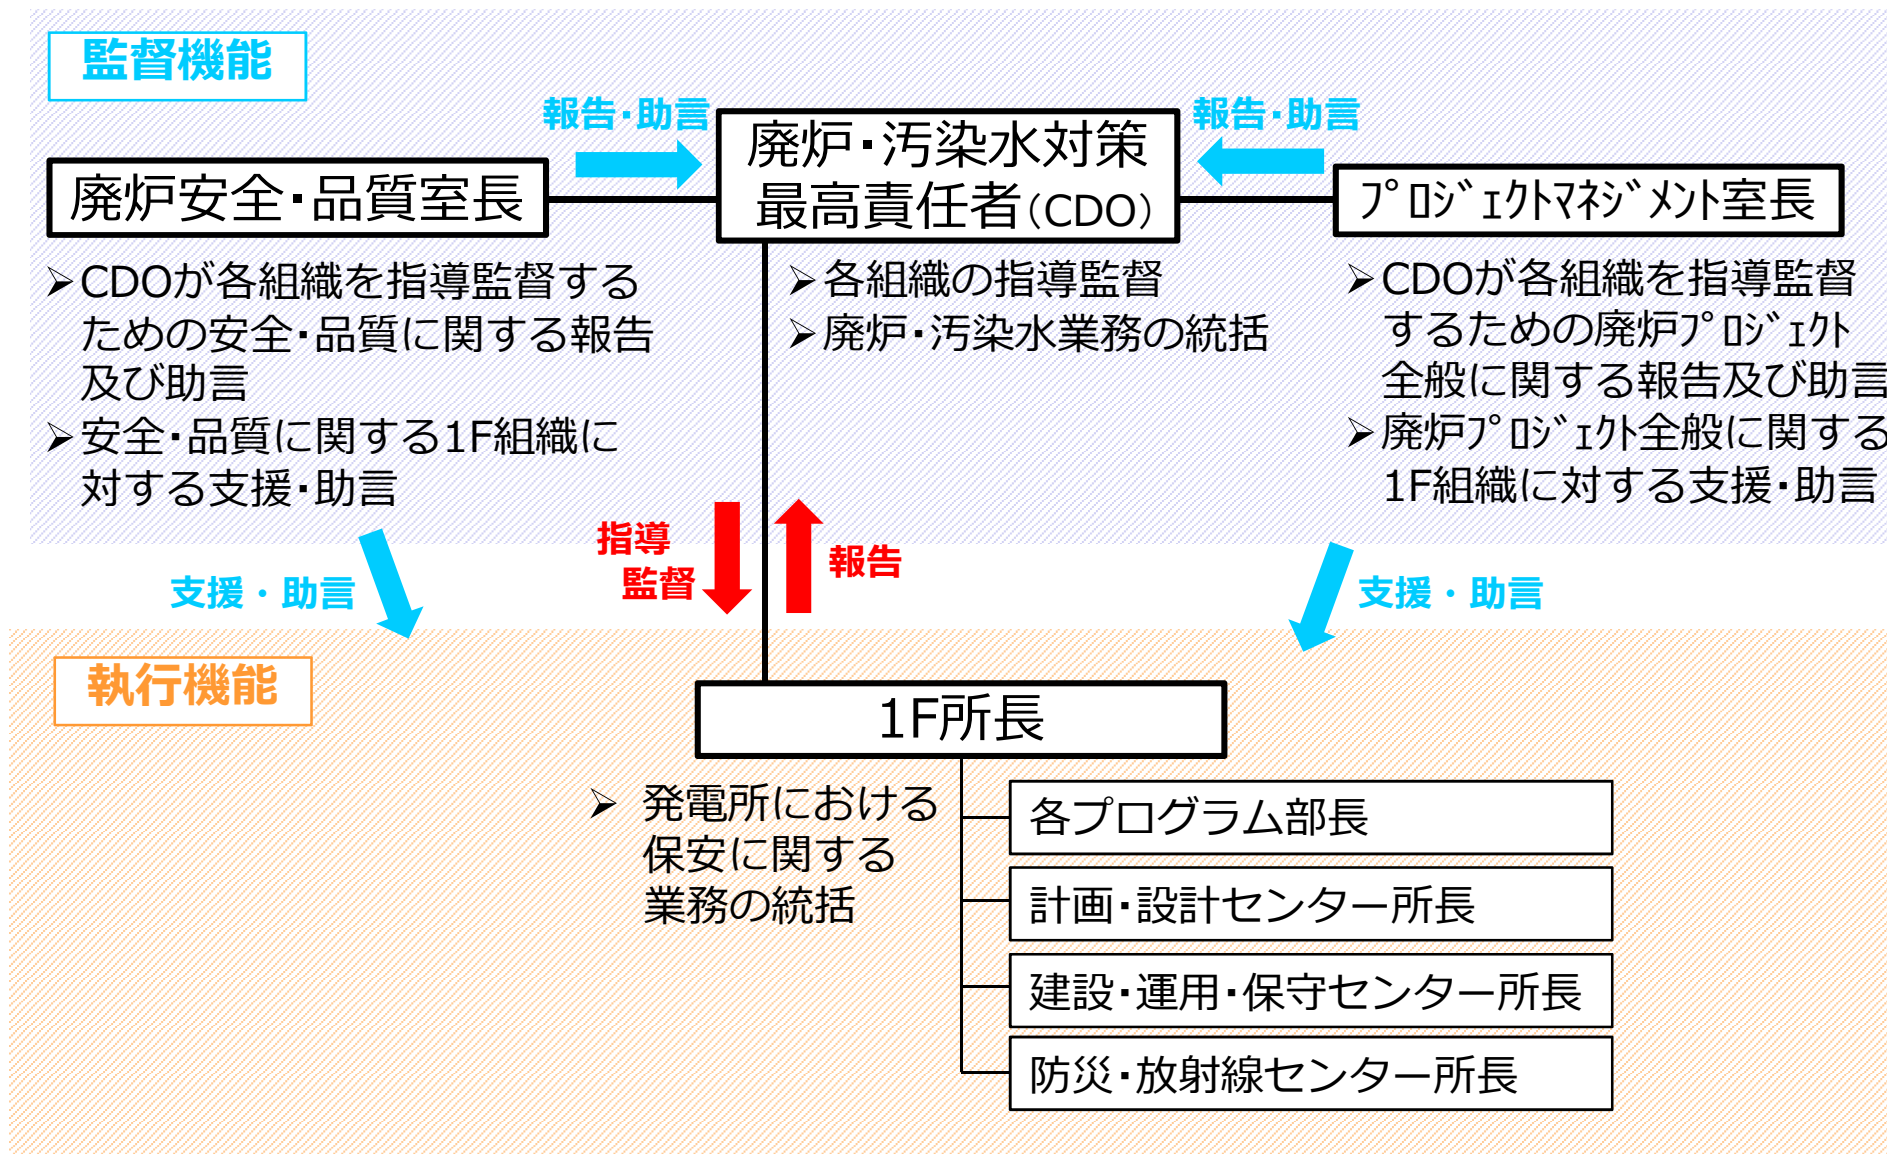 監督機能
報告・助言
報告・助言
廃炉・汚染水対策
最高責任者（CDO）
廃炉安全・品質室長
ﾌﾟﾛｼﾞｪｸﾄﾏﾈｼﾞﾒﾝﾄ室長
➢CDOが各組織を指導監督する
ための安全・品質に関する報告
及び助言
➢安全・品質に関する1F組織に
対する支援・助言
➢各組織の指導監督
➢廃炉・汚染水業務の統括
➢CDOが各組織を指導監督
するための廃炉ﾌﾟﾛｼﾞｪｸﾄ
全般に関する報告及び助言
➢廃炉ﾌﾟﾛｼﾞｪｸﾄ全般に関する
1F組織に対する支援・助言
支援・助言
指導
監督
報告
支援・助言
執行機能
1F所長
➢ 発電所における
保安に関する
業務の統括
各プログラム部長
計画・設計センター所長
建設・運用・保守センター所長
防災・放射線センター所長